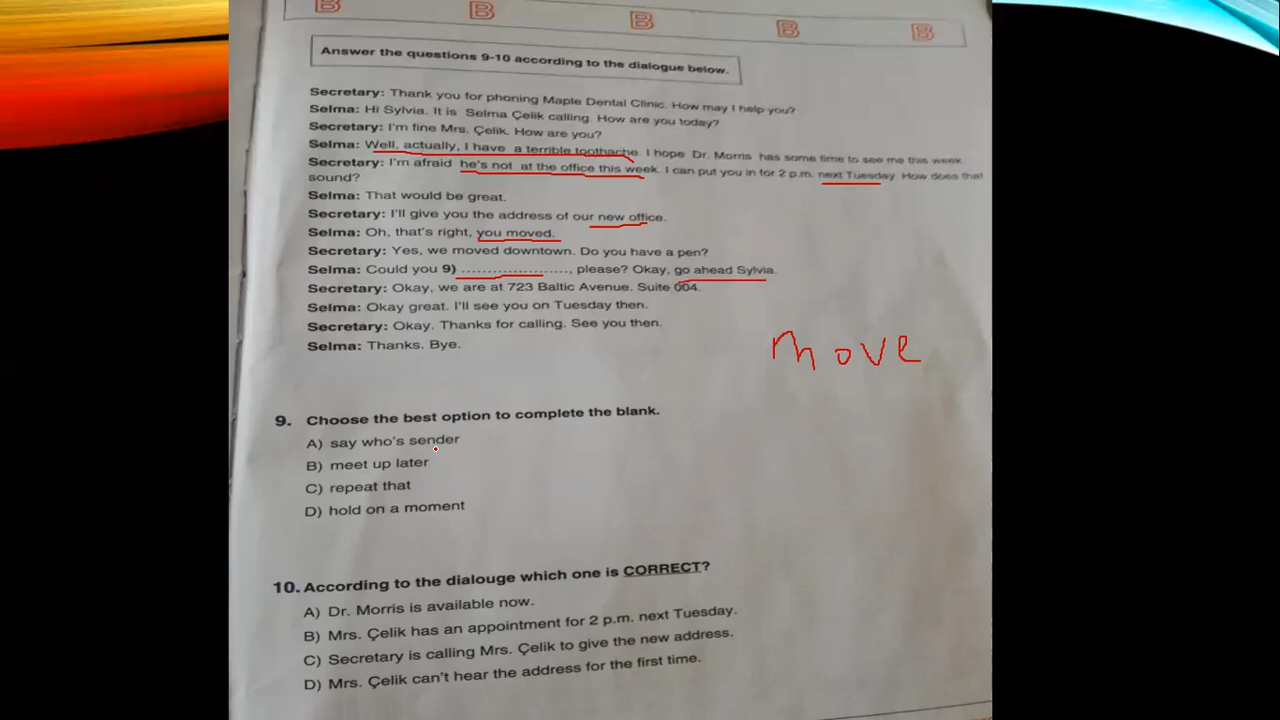 B B B B B
Answer the questions 9-10 according to the dialogue below.
Secretary: Thank you for phoning Maple Dental Clinic. How may I help you?
Selma: Hi Sylvia. It is Selma Çelik calling. How are you today?
Secretary: I'm fine Mrs. Çelik. How are you?
Selma: Well, actually, I have a terrible toothache. I hope Dr. Morris has some time to see me this week.
Secretary: I'm afraid he's not at the office this week. I can put you in for 2 p.m. next Tuesday. How does that
sound?
Selma: That would be great.
Secretary: I'll give you the address of our new office.
Selma: Oh, that's right, you moved.
Secretary: Yes, we moved downtown. Do you have a pen?
Selma: Could you 9) ......................, please? Okay, go ahead Sylvia.
Secretary: Okay, we are at 723 Baltic Avenue. Suite 004.
Selma: Okay great. I'll see you on Tuesday then.
Secretary: Okay. Thanks for calling. See you then.
Selma: Thanks. Bye.
move
9. Choose the best option to complete the blank.
A) say who's sender
B) meet up later
C) repeat that
D) hold on a moment
10. According to the dialouge which one is CORRECT?
A) Dr. Morris is available now.
B) Mrs. Çelik has an appointment for 2 p.m. next Tuesday.
C) Secretary is calling Mrs. Çelik to give the new address.
D) Mrs. Çelik can't hear the address for the first time.